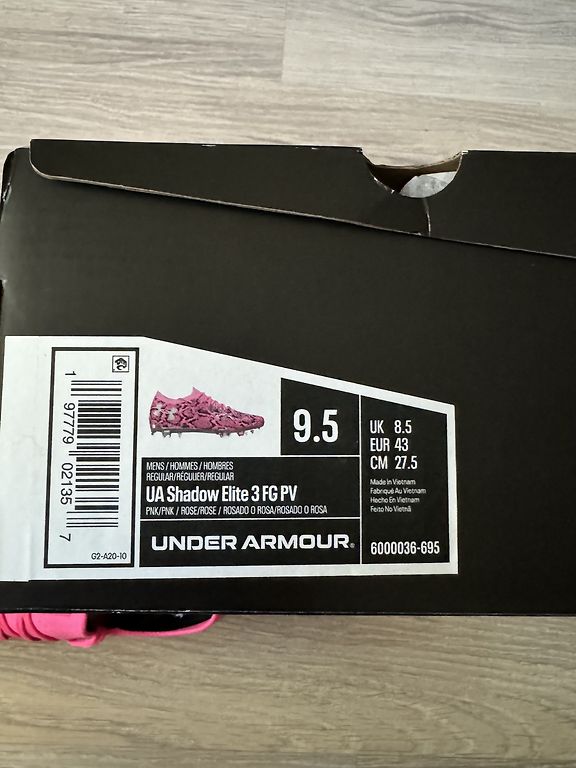 1 97779 02135 7
G2-A20-10
9.5
UK 8.5
EUR 43
CM 27.5
MENS / HOMMES / HOMBRES
REGULAR/RÉGULIER/REGULAR
UA Shadow Elite 3 FG PV
PNK/PNK / ROSE/ROSE / ROSADO O ROSA/ROSADO O ROSA
UNDER ARMOUR®
Made in Vietnam
Fabriqué Au Vietnam
Hecho En Vietnam
Feito No Vietnã
6000036-695